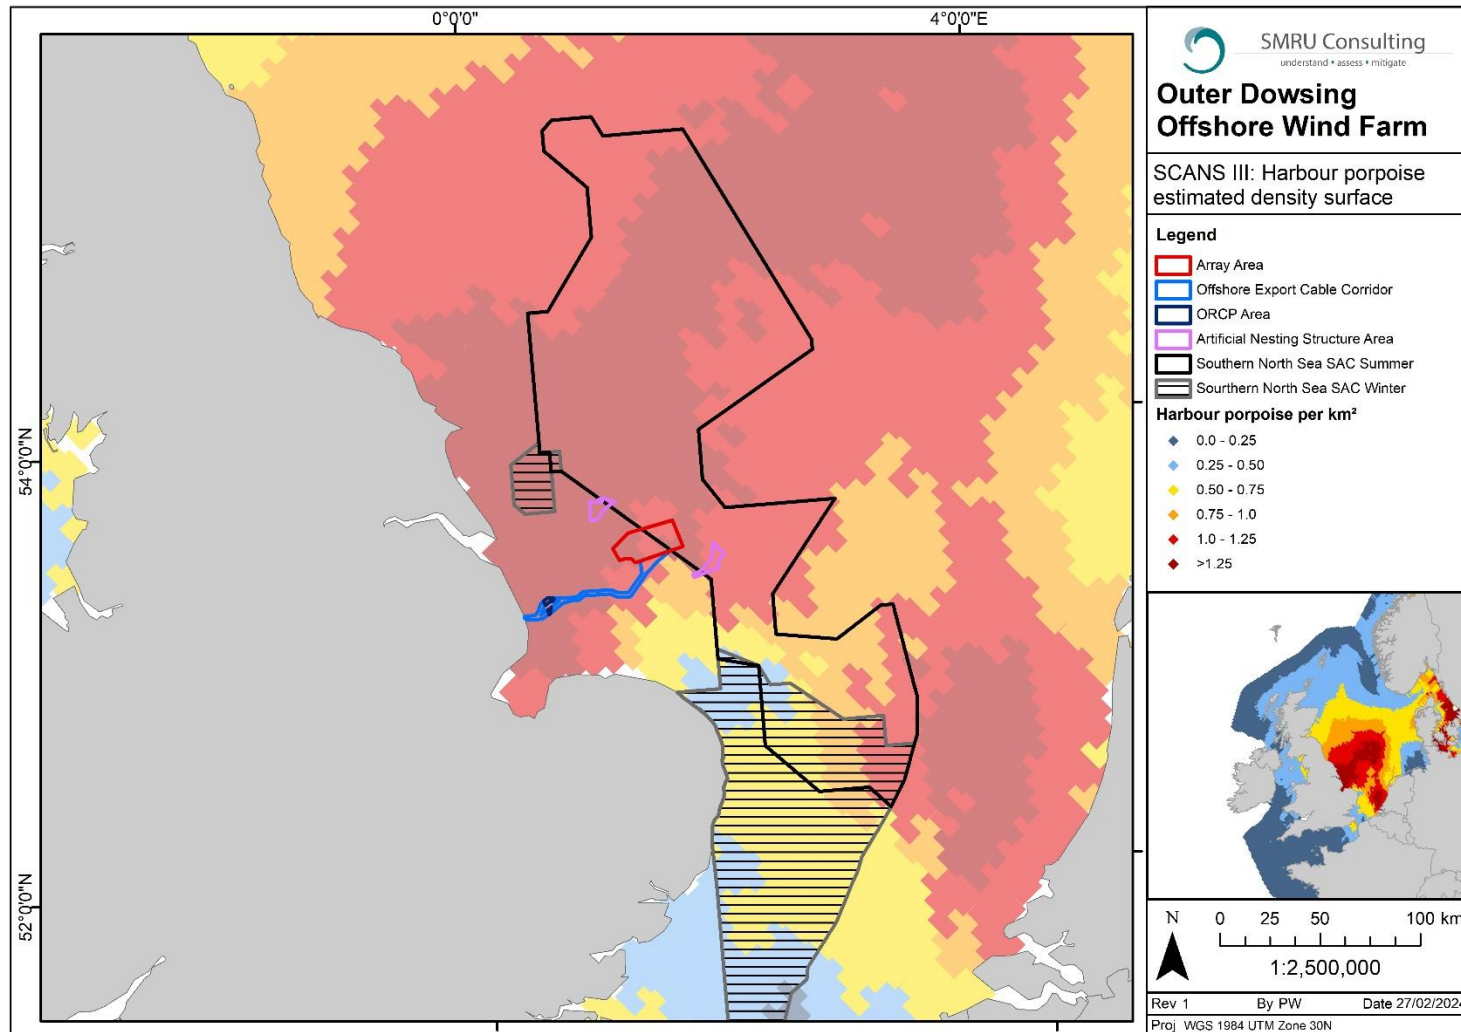 0°0'0"
4°0'0"E
54°0'0"N
52°0'0"N
SMRU Consulting
understand • assess • mitigate
Outer Dowsing
Offshore Wind Farm
SCANS III: Harbour porpoise
estimated density surface
Legend
Array Area
Offshore Export Cable Corridor
ORCP Area
Artificial Nesting Structure Area
Southern North Sea SAC Summer
Sourthern North Sea SAC Winter
Harbour porpoise per km²
0.0 - 0.25
0.25 - 0.50
0.50 - 0.75
0.75 - 1.0
1.0 - 1.25
>1.25
N
0 25 50 100 km
1:2,500,000
Rev 1 By PW Date 27/02/2024
Proj WGS 1984 UTM Zone 30N